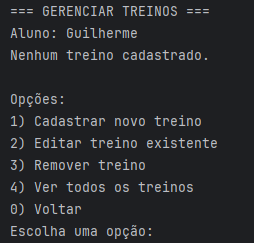 === GERENCIAR TREINOS ===
Aluno: Guilherme
Nenhum treino cadastrado.

Opções:
1) Cadastrar novo treino
2) Editar treino existente
3) Remover treino
4) Ver todos os treinos
0) Voltar
Escolha uma opção: